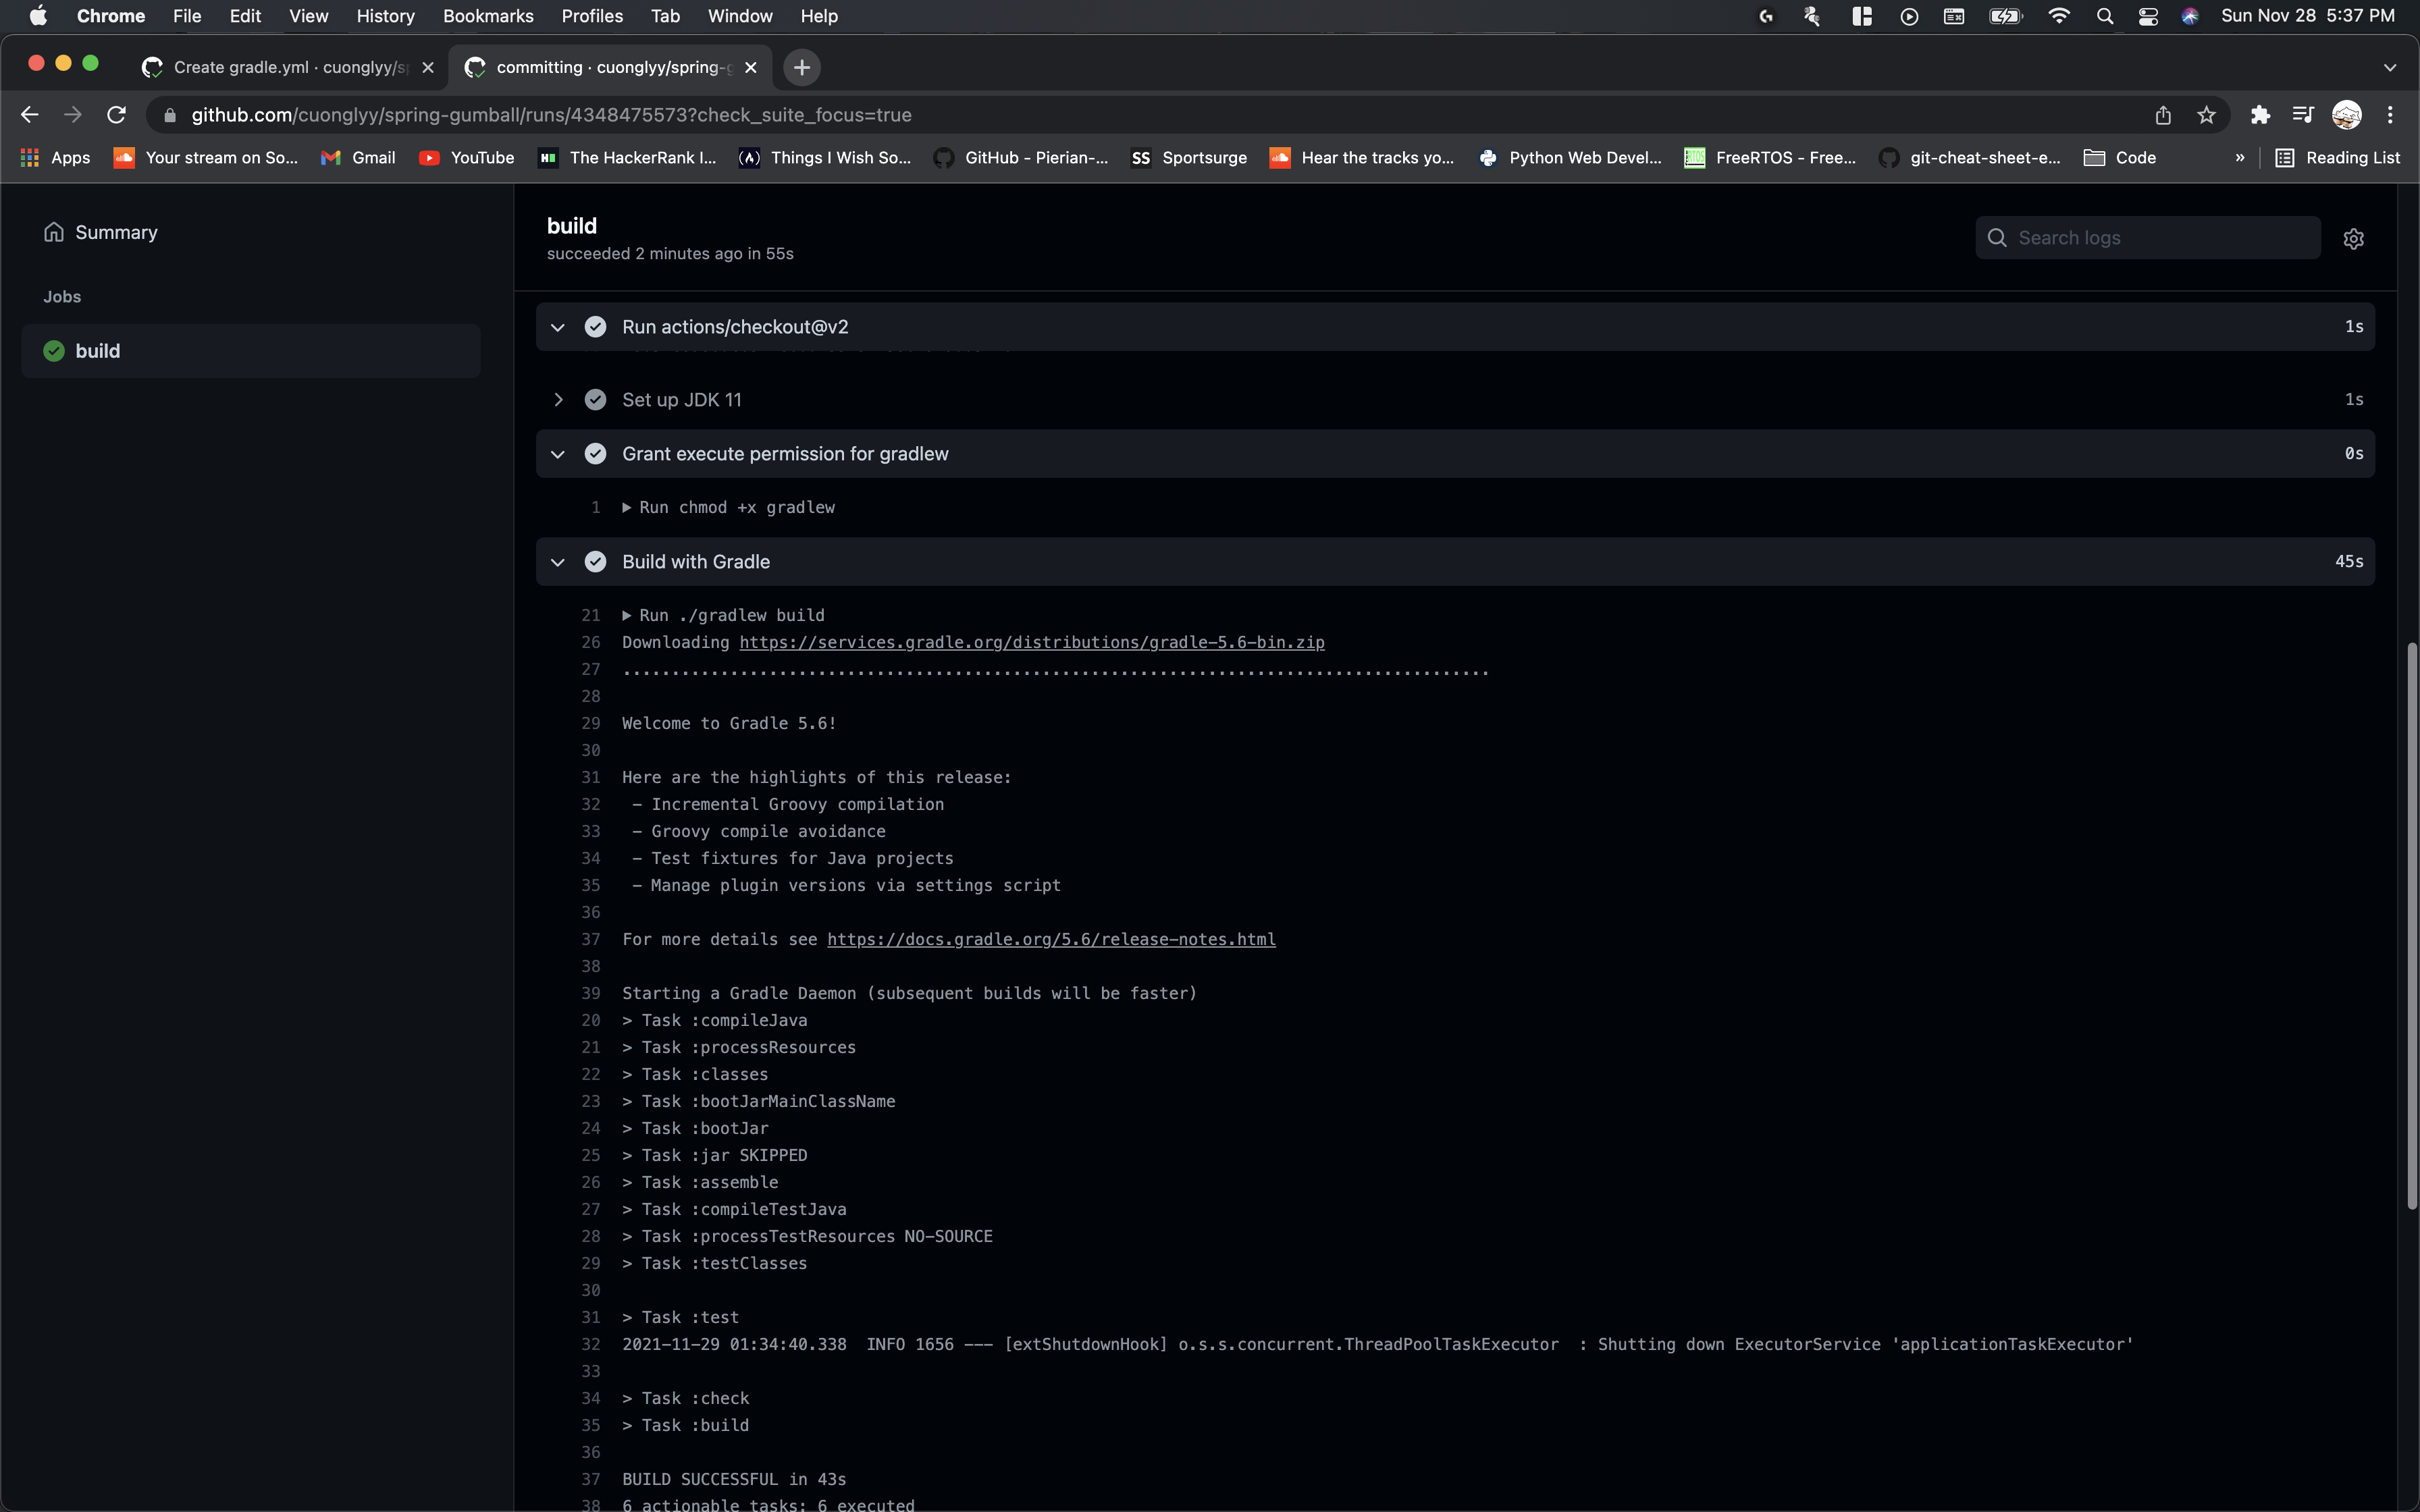 Chrome File Edit View History Bookmarks Profiles Tab Window Help Sun Nov 28 5:37 PM
Create gradle.yml · cuonglyy/sp committing · cuonglyy/spring-g
github.com/cuonglyy/spring-gumball/runs/4348475573?check_suite_focus=true
Apps Your stream on So... Gmail YouTube The HackerRank I... Things I Wish So... GitHub - Pierian-... SS Sportsurge Hear the tracks yo... Python Web Devel... FreeRTOS - Free... git-cheat-sheet-e... Code » Reading List
Summary
Jobs
build
build
succeeded 2 minutes ago in 55s
Search logs
Run actions/checkout@v2 1s
Set up JDK 11 1s
Grant execute permission for gradlew 0s
1 Run chmod +x gradlew
Build with Gradle 45s
21 Run ./gradlew build
26 Downloading https://services.gradle.org/distributions/gradle-5.6-bin.zip
27 .........................................................................................
28
29 Welcome to Gradle 5.6!
30
31 Here are the highlights of this release:
32 - Incremental Groovy compilation
33 - Groovy compile avoidance
34 - Test fixtures for Java projects
35 - Manage plugin versions via settings script
36
37 For more details see https://docs.gradle.org/5.6/release-notes.html
38
39 Starting a Gradle Daemon (subsequent builds will be faster)
20 > Task :compileJava
21 > Task :processResources
22 > Task :classes
23 > Task :bootJarMainClassName
24 > Task :bootJar
25 > Task :jar SKIPPED
26 > Task :assemble
27 > Task :compileTestJava
28 > Task :processTestResources NO-SOURCE
29 > Task :testClasses
30
31 > Task :test
32 2021-11-29 01:34:40.338  INFO 1656 --- [extShutdownHook] o.s.s.concurrent.ThreadPoolTaskExecutor  : Shutting down ExecutorService 'applicationTaskExecutor'
33
34 > Task :check
35 > Task :build
36
37 BUILD SUCCESSFUL in 43s
38 6 actionable tasks: 6 executed